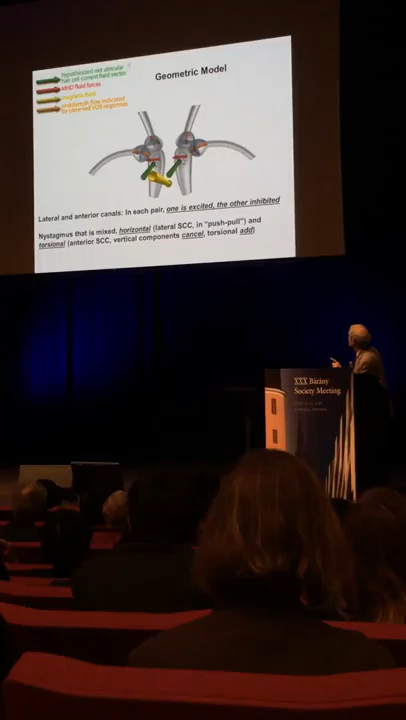 Geometric Model
hypothesized net utricular
hair cell current field vector
MHD fluid forces
magnetic field
endolymph flow indicated
by observed VOR responses
Lateral and anterior canals: In each pair, one is excited, the other inhibited
Nystagmus that is mixed, horizontal (lateral SCC, in "push-pull") and
torsional (anterior SCC, vertical components cancel, torsional add)
XXX Bárány
Society Meeting